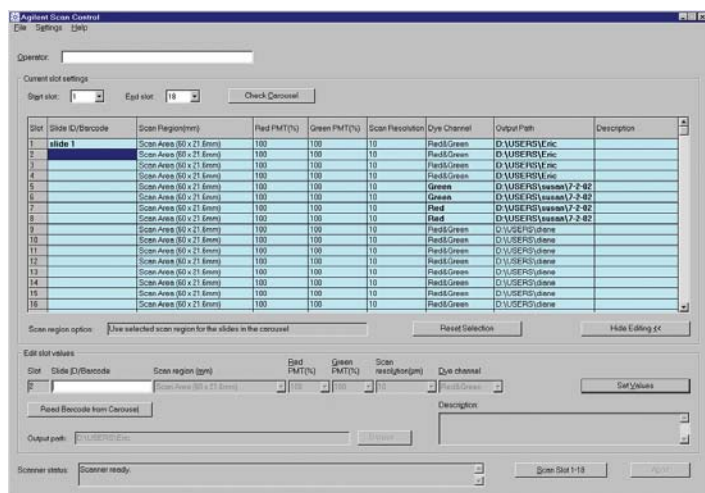 Agilent Scan Control
File Settings Help
Operator:
Current slot settings
Start slot: 1 End slot: 18 Check Carousel
Slot Slide ID/Barcode Scan Region(mm) Red PMT(%) Green PMT(%) Scan Resolution Dye Channel Output Path Description
1 slide 1 Scan Area (60 x 21.6mm) 100 100 10 Red&Green D:\USERS\Eric
2 Scan Area (60 x 21.6mm) 100 100 10 Red&Green D:\USERS\Eric
3 Scan Area (60 x 21.6mm) 100 100 10 Red&Green D:\USERS\Eric
4 Scan Area (60 x 21.6mm) 100 100 10 Red&Green D:\USERS\Eric
5 Scan Area (60 x 21.6mm) 100 100 10 Green D:\USERS\susan\7-2-02
6 Scan Area (60 x 21.6mm) 100 100 10 Green D:\USERS\susan\7-2-02
7 Scan Area (60 x 21.6mm) 100 100 10 Red D:\USERS\susan\7-2-02
8 Scan Area (60 x 21.6mm) 100 100 10 Red D:\USERS\susan\7-2-02
9 Scan Area (60 x 21.6mm) 100 100 10 Red&Green D:\USERS\diane
10 Scan Area (60 x 21.6mm) 100 100 10 Red&Green D:\USERS\diane
11 Scan Area (60 x 21.6mm) 100 100 10 Red&Green D:\USERS\diane
12 Scan Area (60 x 21.6mm) 100 100 10 Red&Green D:\USERS\diane
13 Scan Area (60 x 21.6mm) 100 100 10 Red&Green D:\USERS\diane
14 Scan Area (60 x 21.6mm) 100 100 10 Red&Green D:\USERS\diane
15 Scan Area (60 x 21.6mm) 100 100 10 Red&Green D:\USERS\diane
16 Scan Area (60 x 21.6mm) 100 100 10 Red&Green D:\USERS\diane
Scan region option: Use selected scan region for the slides in the carousel Reset Selection Hide Editing <<
Edit slot values
Slot Slide ID/Barcode Scan region (mm) Red PMT(%) Green PMT(%) Scan resolution(µm) Dye channel
2 Scan Area (60 x 21.6mm) 100 100 10 Red&Green Set Values
Read Barcode from Carousel Description:
Output path: D:\USERS\Eric Browse
Scanner status: Scanner ready. Scan Slot 1-18 Abort